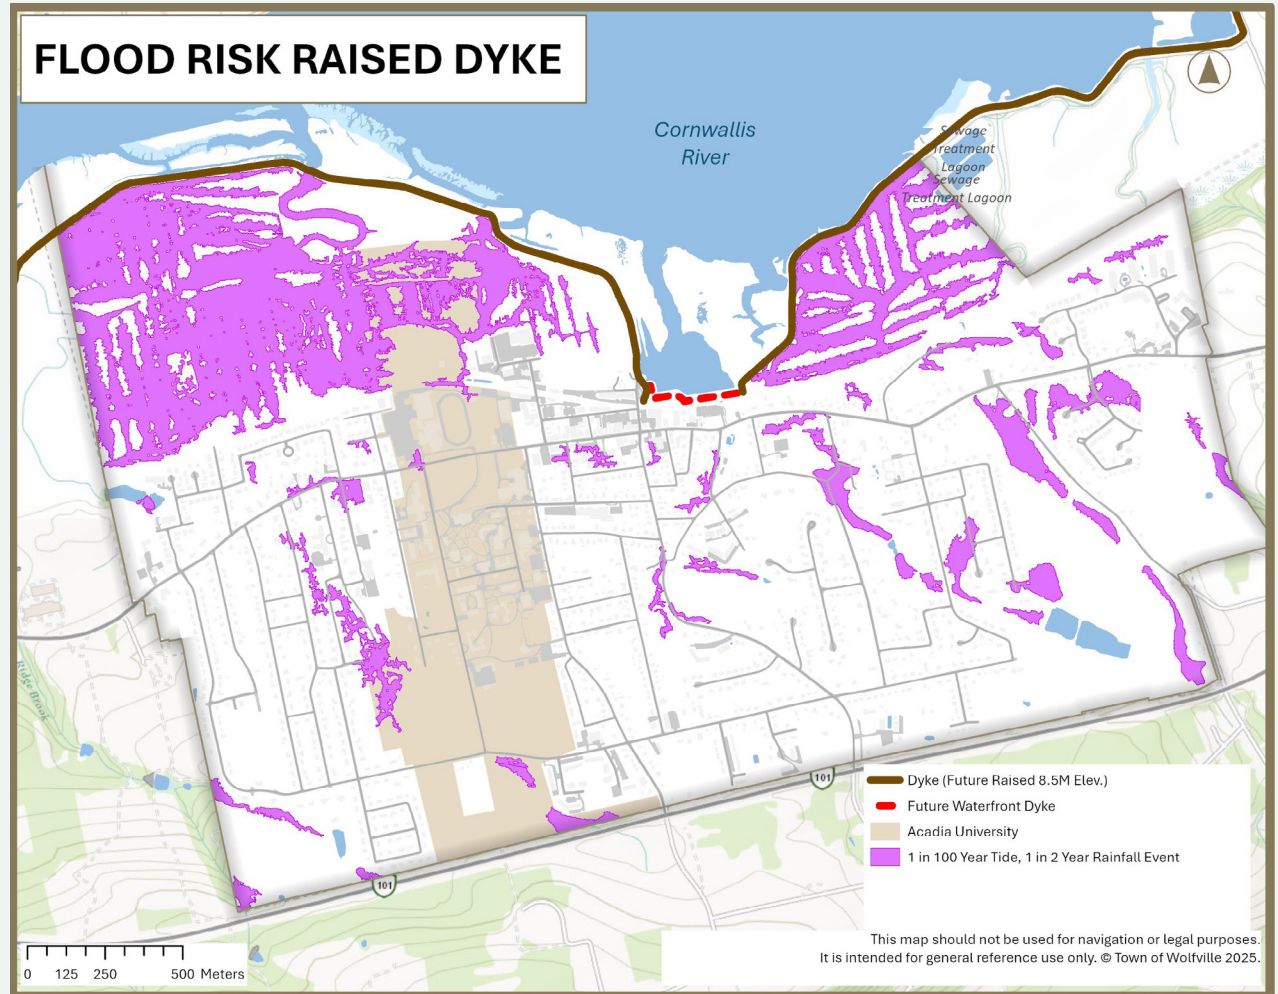 FLOOD RISK RAISED DYKE
Cornwallis
River
Sewage
Treatment
Lagoon
Sewage
Treatment Lagoon
Ridge Brook
101
101
Dyke (Future Raised 8.5M Elev.)
Future Waterfront Dyke
Acadia University
1 in 100 Year Tide, 1 in 2 Year Rainfall Event
0 125 250 500 Meters
This map should not be used for navigation or legal purposes.
It is intended for general reference use only. © Town of Wolfville 2025.